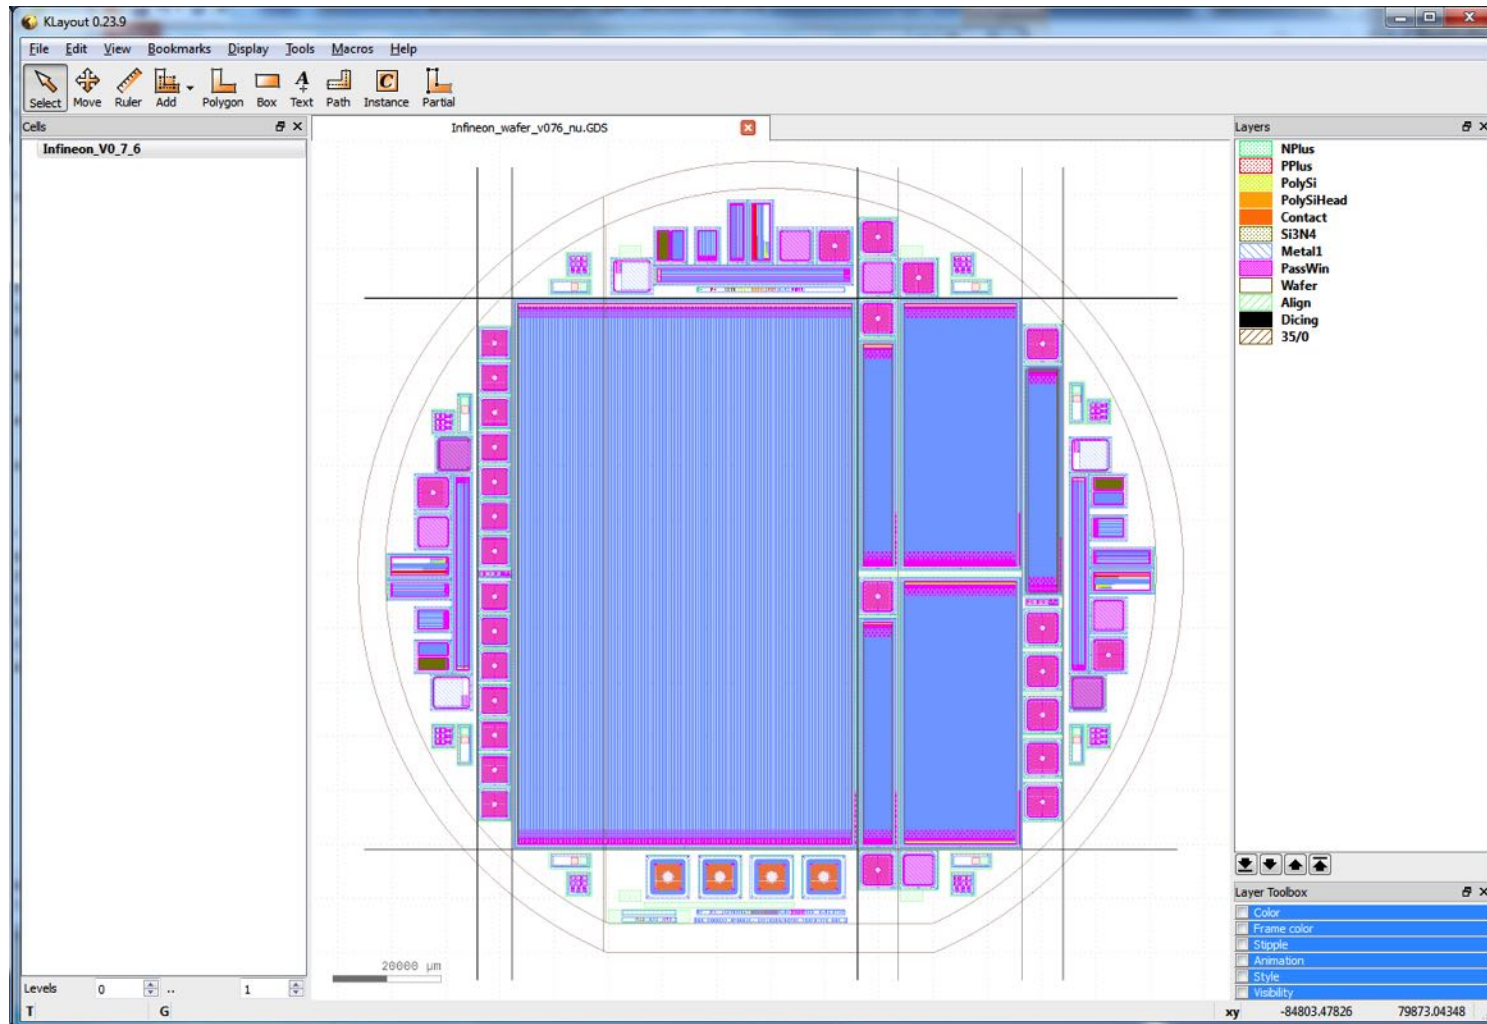 KLayout 0.23.9
File Edit View Bookmarks Display Tools Macros Help
Select Move Ruler Add Polygon Box Text Path Instance Partial
Cells
Infineon_wafer_v076_nu.GDS
Layers
Infineon_V0_7_6
NPlus
PPlus
PolySi
PolySiHead
Contact
Si3N4
Metal1
PassWin
Wafer
Align
Dicing
35/0
20000 µm
Layer Toolbox
Color
Frame color
Stipple
Animation
Style
Visibility
Levels 0 .. 1
T G xy -84803.47826 79873.04348